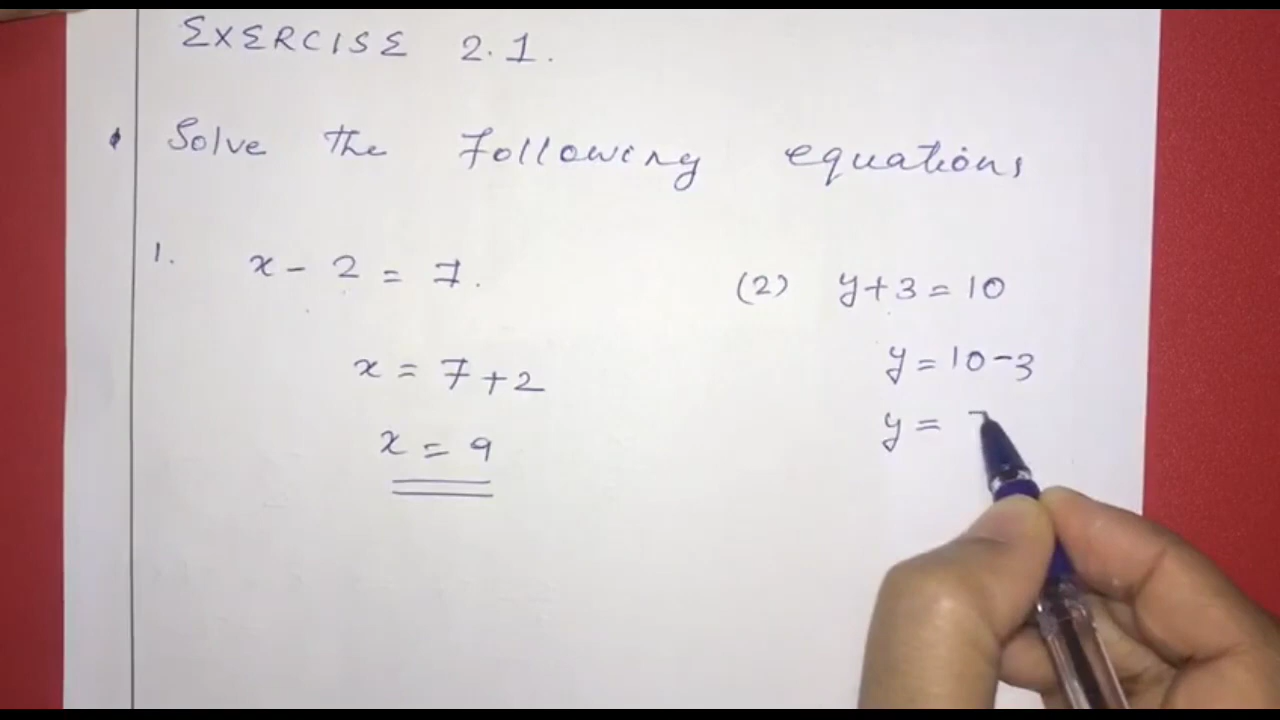 EXERCISE 2.1.
Solve the Following equations
1. x - 2 = 7.
x = 7 + 2
x = 9
(2) y + 3 = 10
y = 10 - 3
y =